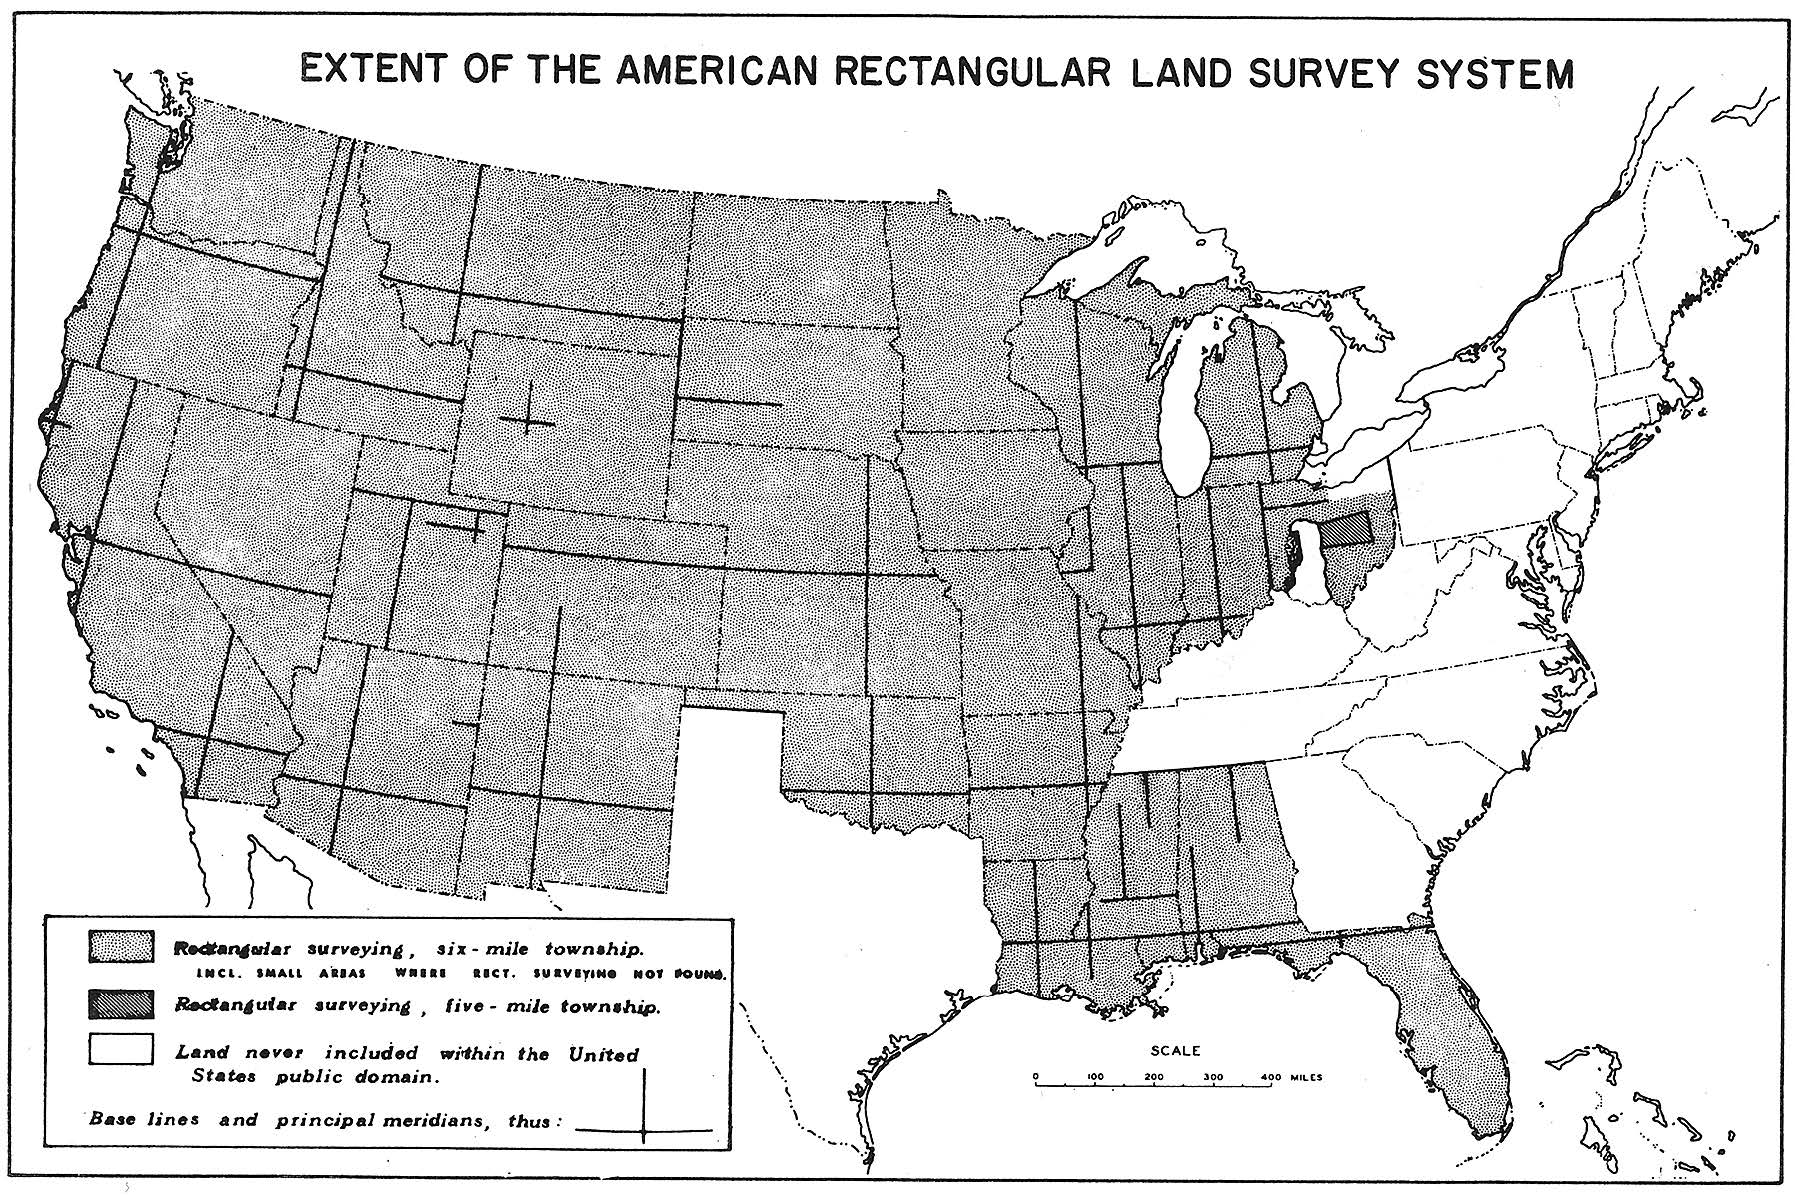 EXTENT OF THE AMERICAN RECTANGULAR LAND SURVEY SYSTEM
Rectangular surveying, six-mile township.
INCL. SMALL AREAS WHERE RECT. SURVEYING NOT FOUND.
Rectangular surveying, five-mile township.
Land never included within the United
States public domain.
Base lines and principal meridians, thus:
SCALE
0 100 200 300 400 MILES